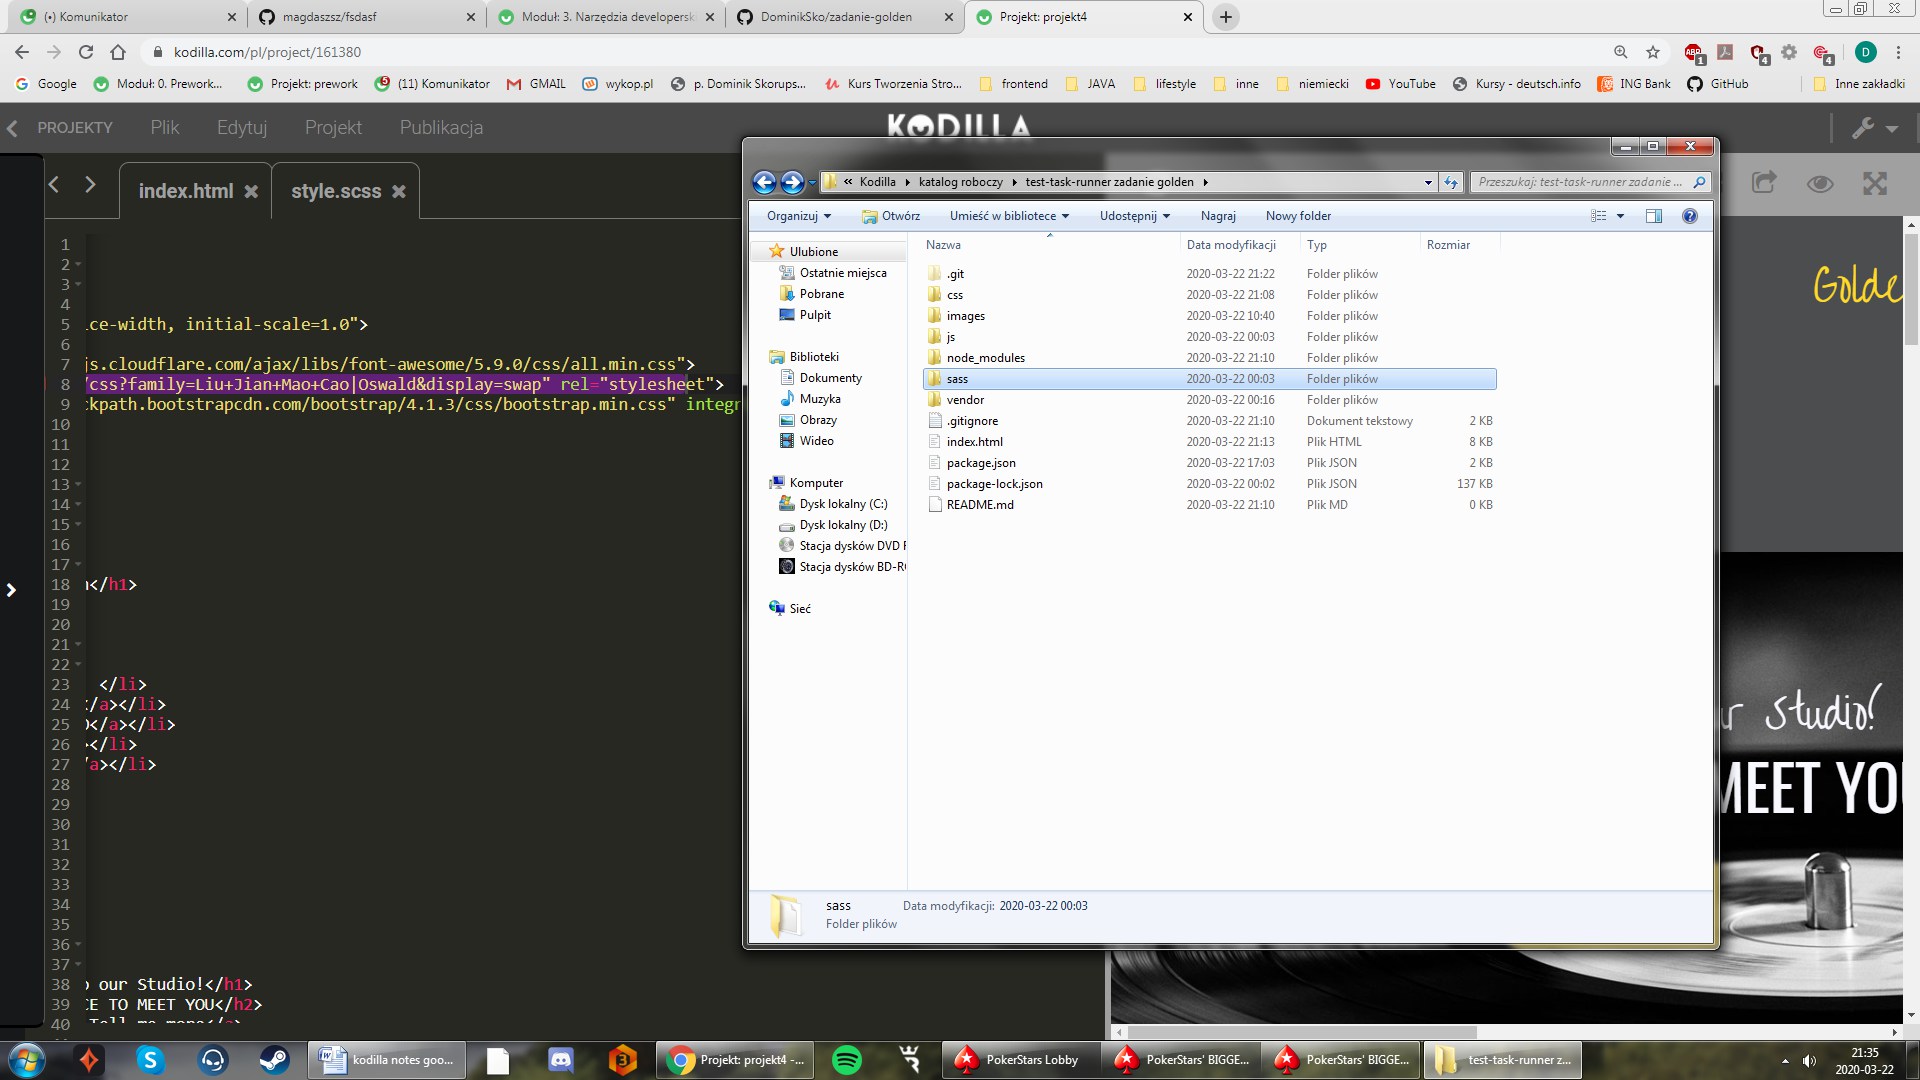 (•) Komunikator
magdaszsz/fsdasf
Moduł: 3. Narzędzia developersk
DominikSko/zadanie-golden
Projekt: projekt4
kodilla.com/pl/project/161380
Google
Moduł: 0. Prework...
Projekt: prework
(11) Komunikator
GMAIL
wykop.pl
p. Dominik Skorups...
Kurs Tworzenia Stro...
frontend
JAVA
lifestyle
inne
niemiecki
YouTube
Kursy - deutsch.info
ING Bank
GitHub
Inne zakładki
PROJEKTY
Plik
Edytuj
Projekt
Publikacja
KODILLA
index.html
style.scss
1
2
3
4
5 ice-width, initial-scale=1.0">
6
7 js.cloudflare.com/ajax/libs/font-awesome/5.9.0/css/all.min.css">
8 /css?family=Liu+Jian+Mao+Cao|Oswald&display=swap" rel="stylesheet">
9 ckpath.bootstrapcdn.com/bootstrap/4.1.3/css/bootstrap.min.css" integr
10
11
12
13
14
15
16
17
18 </h1>
19
20
21
22
23 </li>
24 /a></li>
25 </a></li>
26 </li>
27 /a></li>
28
29
30
31
32
33
34
35
36
37
38 o our Studio!</h1>
39 CE TO MEET YOU</h2>
40 Tell me more</a>
« Kodilla ▸ katalog roboczy ▸ test-task-runner zadanie golden ▸
Przeszukaj: test-task-runner zadanie ...
Organizuj
Otwórz
Umieść w bibliotece
Udostępnij
Nagraj
Nowy folder
Ulubione
Ostatnie miejsca
Pobrane
Pulpit
Biblioteki
Dokumenty
Muzyka
Obrazy
Wideo
Komputer
Dysk lokalny (C:)
Dysk lokalny (D:)
Stacja dysków DVD
Stacja dysków BD-R
Sieć
Nazwa Data modyfikacji Typ Rozmiar
.git 2020-03-22 21:22 Folder plików
css 2020-03-22 21:08 Folder plików
images 2020-03-22 10:40 Folder plików
js 2020-03-22 00:03 Folder plików
node_modules 2020-03-22 21:10 Folder plików
sass 2020-03-22 00:03 Folder plików
vendor 2020-03-22 00:16 Folder plików
.gitignore 2020-03-22 21:10 Dokument tekstowy 2 KB
index.html 2020-03-22 21:13 Plik HTML 8 KB
package.json 2020-03-22 17:03 Plik JSON 2 KB
package-lock.json 2020-03-22 00:02 Plik JSON 137 KB
README.md 2020-03-22 21:10 Plik MD 0 KB
sass Data modyfikacji: 2020-03-22 00:03
Folder plików
Golde
ur Studio!
MEET YO
kodilla notes goo...
Projekt: projekt4 -...
PokerStars Lobby
PokerStars' BIGGE...
PokerStars' BIGGE...
test-task-runner z...
21:35
2020-03-22